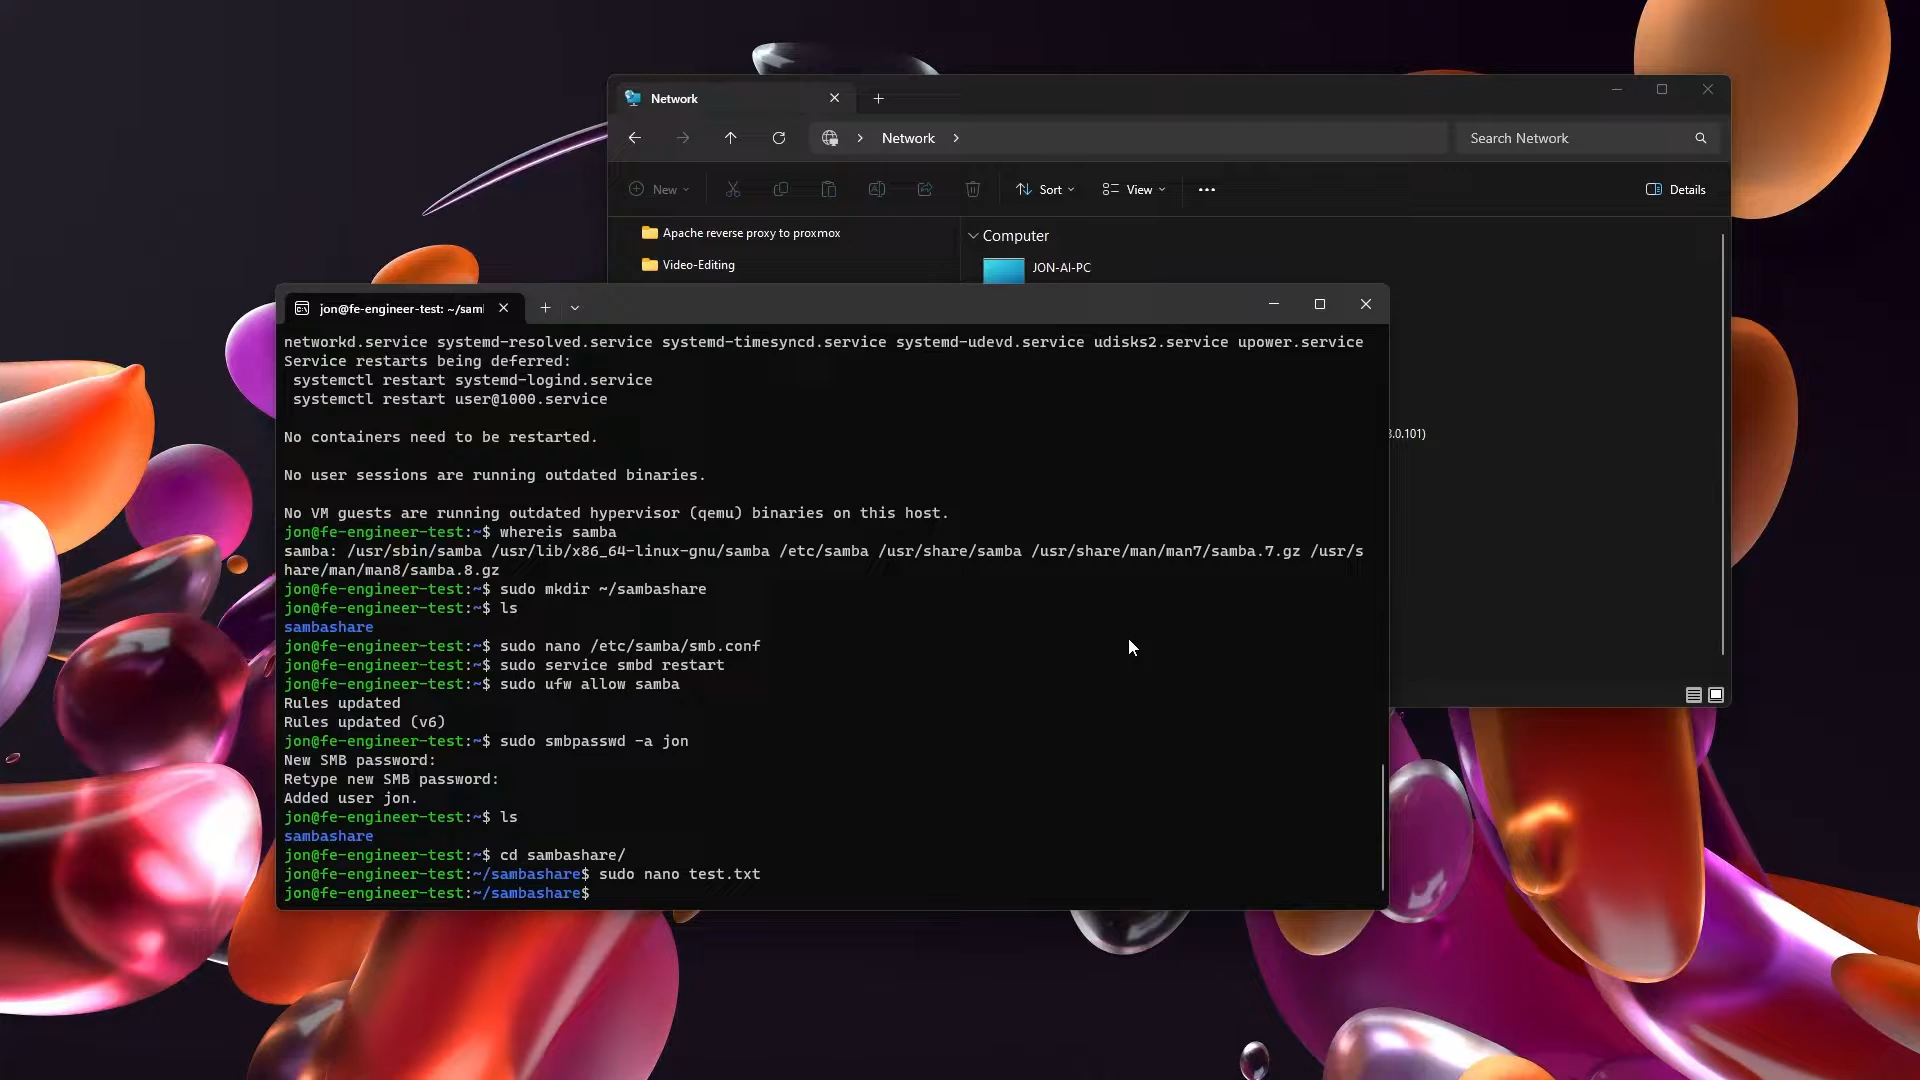 Network
Network
Search Network
New
Sort
View
Details
Apache reverse proxy to proxmox
Video-Editing
Computer
JON-AI-PC
3.0.101)
jon@fe-engineer-test: ~/sam
networkd.service systemd-resolved.service systemd-timesyncd.service systemd-udevd.service udisks2.service upower.service
Service restarts being deferred:
systemctl restart systemd-logind.service
systemctl restart user@1000.service
No containers need to be restarted.
No user sessions are running outdated binaries.
No VM guests are running outdated hypervisor (qemu) binaries on this host.
jon@fe-engineer-test:~$ whereis samba
samba: /usr/sbin/samba /usr/lib/x86_64-linux-gnu/samba /etc/samba /usr/share/samba /usr/share/man/man7/samba.7.gz /usr/s
hare/man/man8/samba.8.gz
jon@fe-engineer-test:~$ sudo mkdir ~/sambashare
jon@fe-engineer-test:~$ ls
sambashare
jon@fe-engineer-test:~$ sudo nano /etc/samba/smb.conf
jon@fe-engineer-test:~$ sudo service smbd restart
jon@fe-engineer-test:~$ sudo ufw allow samba
Rules updated
Rules updated (v6)
jon@fe-engineer-test:~$ sudo smbpasswd -a jon
New SMB password:
Retype new SMB password:
Added user jon.
jon@fe-engineer-test:~$ ls
sambashare
jon@fe-engineer-test:~$ cd sambashare/
jon@fe-engineer-test:~/sambashare$ sudo nano test.txt
jon@fe-engineer-test:~/sambashare$